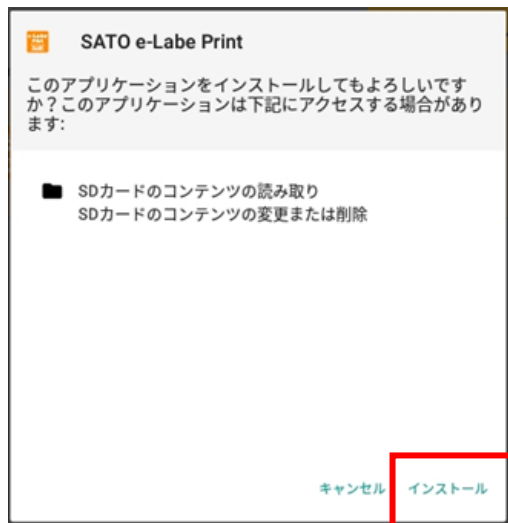 SATO e-Labe Print
このアプリケーションをインストールしてもよろしいです
か？このアプリケーションは下記にアクセスする場合があり
ます:
SDカードのコンテンツの読み取り
SDカードのコンテンツの変更または削除
キャンセル インストール